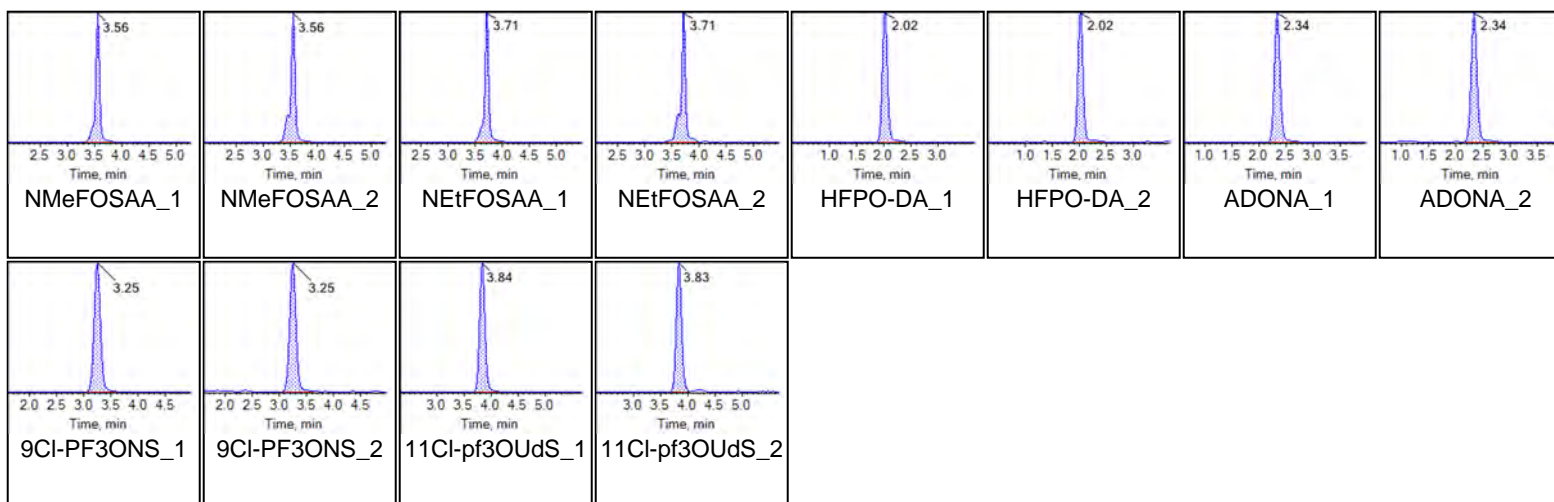 3.56
2.5 3.0 3.5 4.0 4.5 5.0
Time, min
NMeFOSAA_1
3.56
2.5 3.0 3.5 4.0 4.5 5.0
Time, min
NMeFOSAA_2
3.71
2.5 3.0 3.5 4.0 4.5 5.0
Time, min
NEtFOSAA_1
3.71
2.5 3.0 3.5 4.0 4.5 5.0
Time, min
NEtFOSAA_2
2.02
1.0 1.5 2.0 2.5 3.0
Time, min
HFPO-DA_1
2.02
1.0 1.5 2.0 2.5 3.0
Time, min
HFPO-DA_2
2.34
1.0 1.5 2.0 2.5 3.0 3.5
Time, min
ADONA_1
2.34
1.0 1.5 2.0 2.5 3.0 3.5
Time, min
ADONA_2
3.25
2.0 2.5 3.0 3.5 4.0 4.5
Time, min
9Cl-PF3ONS_1
3.25
2.0 2.5 3.0 3.5 4.0 4.5
Time, min
9Cl-PF3ONS_2
3.84
3.0 3.5 4.0 4.5 5.0
Time, min
11Cl-pf3OUdS_1
3.83
3.0 3.5 4.0 4.5 5.0
Time, min
11Cl-pf3OUdS_2